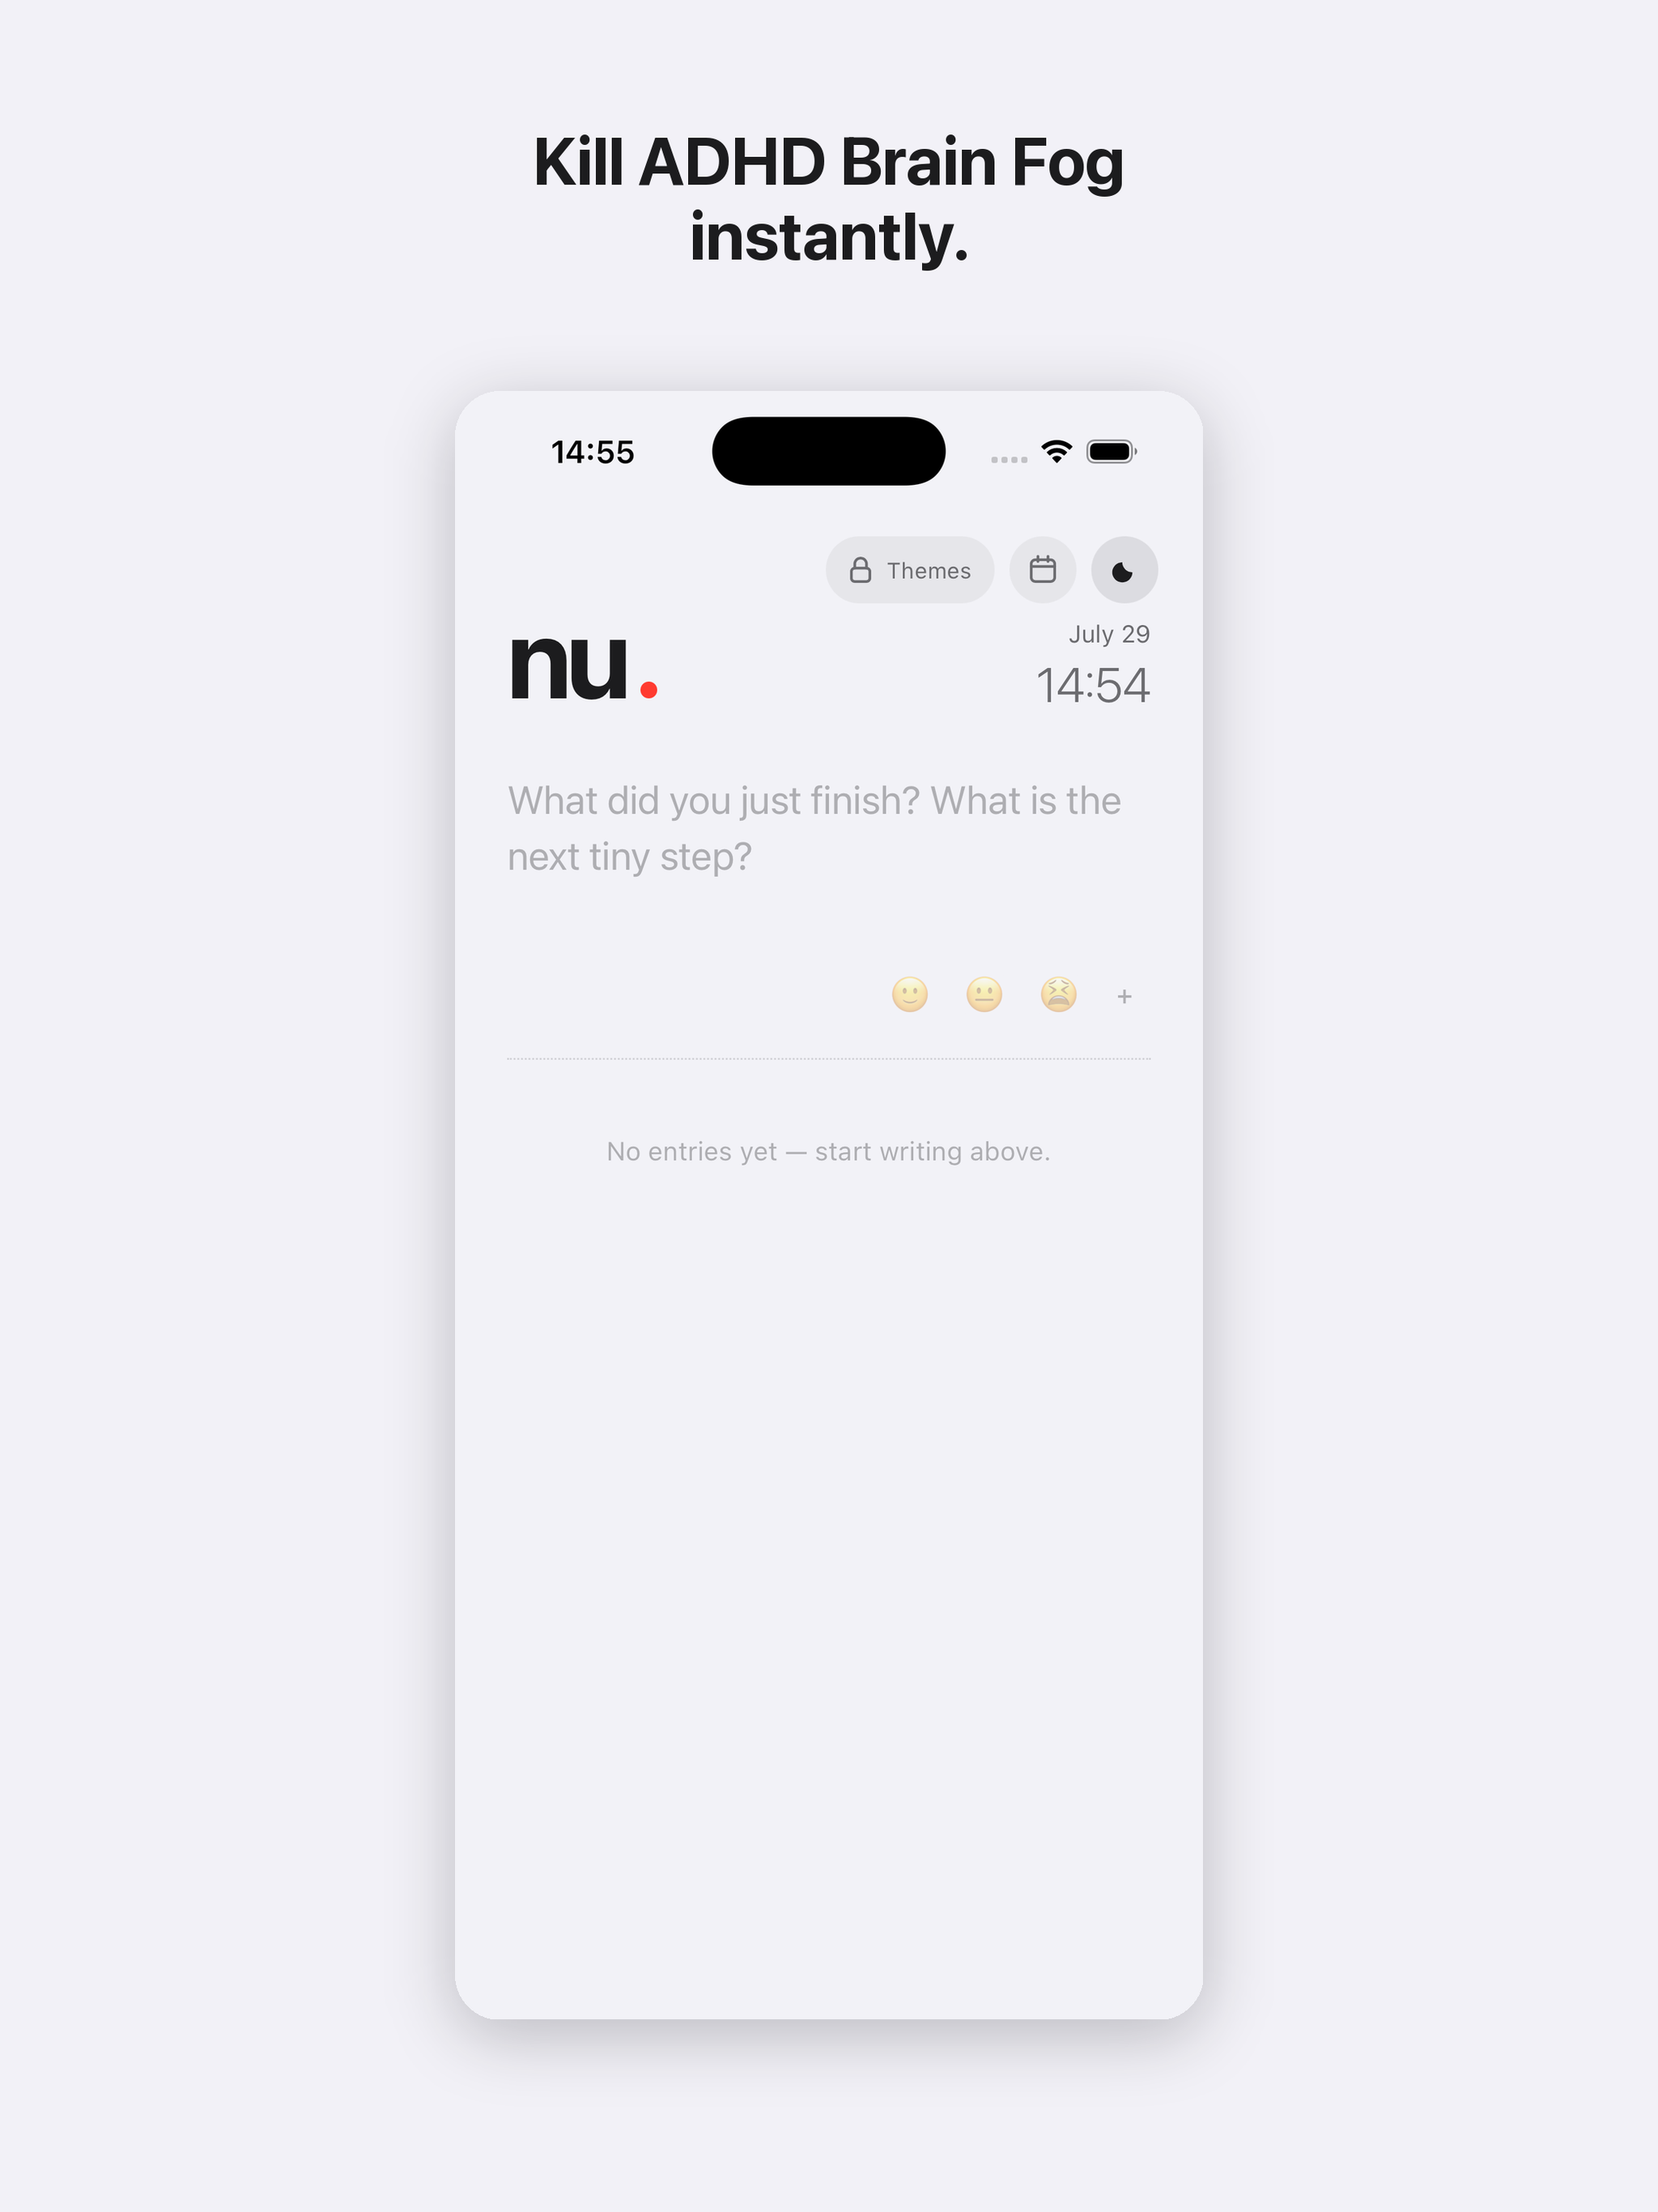 Kill ADHD Brain Fog
instantly.
14:55
Themes
July 29
nu.
14:54
What did you just finish? What is the
next tiny step?
+
No entries yet — start writing above.